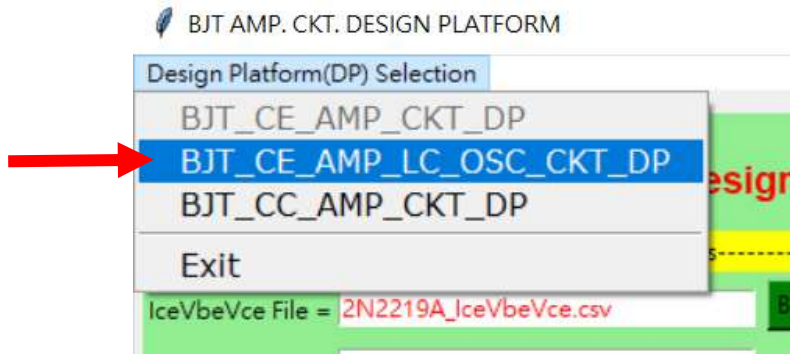 BJT AMP. CKT. DESIGN PLATFORM
Design Platform(DP) Selection
BJT_CE_AMP_CKT_DP
BJT_CE_AMP_LC_OSC_CKT_DP
BJT_CC_AMP_CKT_DP
Exit
IceVbeVce File = 2N2219A_IceVbeVce.csv